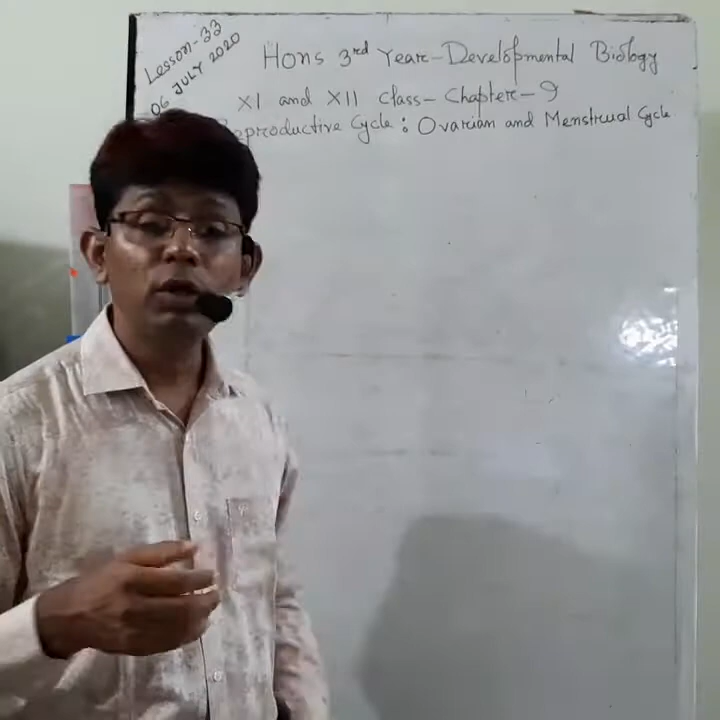 Lesson-33
06 JULY 2020
Hons 3rd Year-Developmental Biology
XI and XII Class-Chapter-9
Reproductive Cycle: Ovarian and Menstrual Cycle